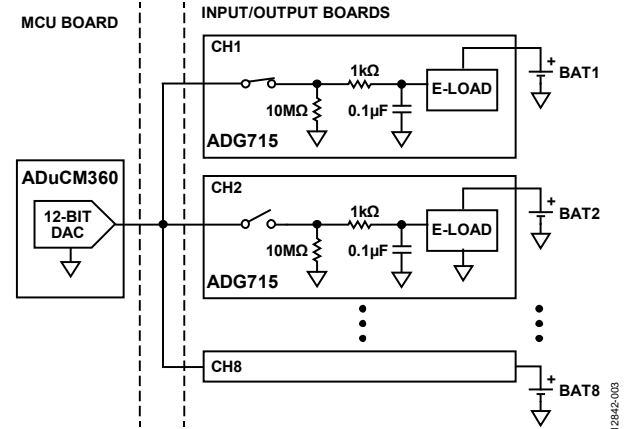 MCU BOARD
INPUT/OUTPUT BOARDS
CH1
1kΩ
10MΩ
0.1µF
E-LOAD
ADG715
+
BAT1
ADuCM360
12-BIT
DAC
CH2
1kΩ
10MΩ
0.1µF
E-LOAD
ADG715
+
BAT2
CH8
+
BAT8
12842-003